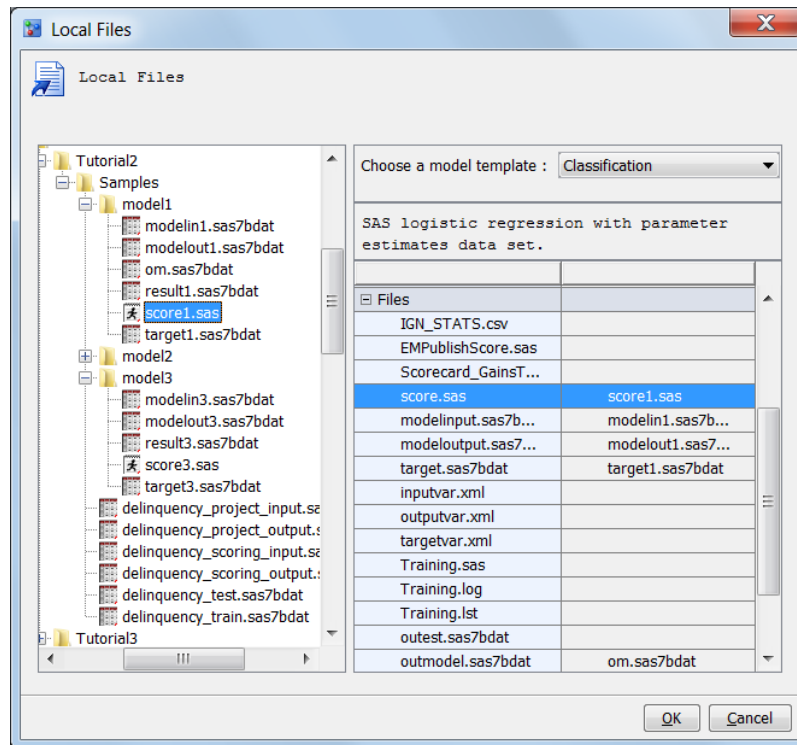 Local Files
Local Files
Tutorial2
Samples
model1
modelin1.sas7bdat
modelout1.sas7bdat
om.sas7bdat
result1.sas7bdat
score1.sas
target1.sas7bdat
model2
model3
modelin3.sas7bdat
modelout3.sas7bdat
result3.sas7bdat
score3.sas
target3.sas7bdat
delinquency_project_input.sa
delinquency_project_output.s
delinquency_scoring_input.sa
delinquency_scoring_output.s
delinquency_test.sas7bdat
delinquency_train.sas7bdat
Tutorial3
Choose a model template : Classification
SAS logistic regression with parameter
estimates data set.
Files
IGN_STATS.csv
EMPublishScore.sas
Scorecard_GainsT...
score.sas score1.sas
modelinput.sas7b... modelin1.sas7b...
modeloutput.sas7... modelout1.sas7...
target.sas7bdat target1.sas7bdat
inputvar.xml
outputvar.xml
targetvar.xml
Training.sas
Training.log
Training.lst
outest.sas7bdat
outmodel.sas7bdat om.sas7bdat
OK Cancel